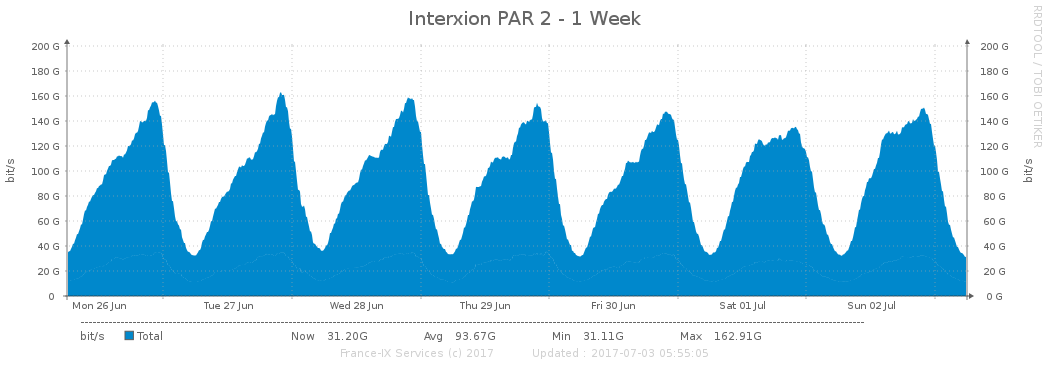 Interxion PAR 2 - 1 Week
RRDTOOL / TOBI OETIKER
200 G 200 G
180 G 180 G
160 G 160 G
140 G 140 G
120 G 120 G
100 G 100 G
80 G 80 G
60 G 60 G
40 G 40 G
20 G 20 G
0 0 G
bit/s bit/s
Mon 26 Jun Tue 27 Jun Wed 28 Jun Thu 29 Jun Fri 30 Jun Sat 01 Jul Sun 02 Jul
bit/s Total Now 31.20G Avg 93.67G Min 31.11G Max 162.91G
France-IX Services (c) 2017 Updated : 2017-07-03 05:55:05